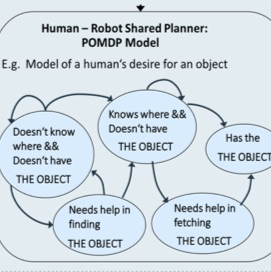 Human – Robot Shared Planner:
POMDP Model
E.g. Model of a human's desire for an object
Doesn't know
where &&
Doesn't have
THE OBJECT
Knows where &&
Doesn't have
THE OBJECT
Has the
THE OBJECT
Needs help in
finding
THE OBJECT
Needs help in
fetching
THE OBJECT